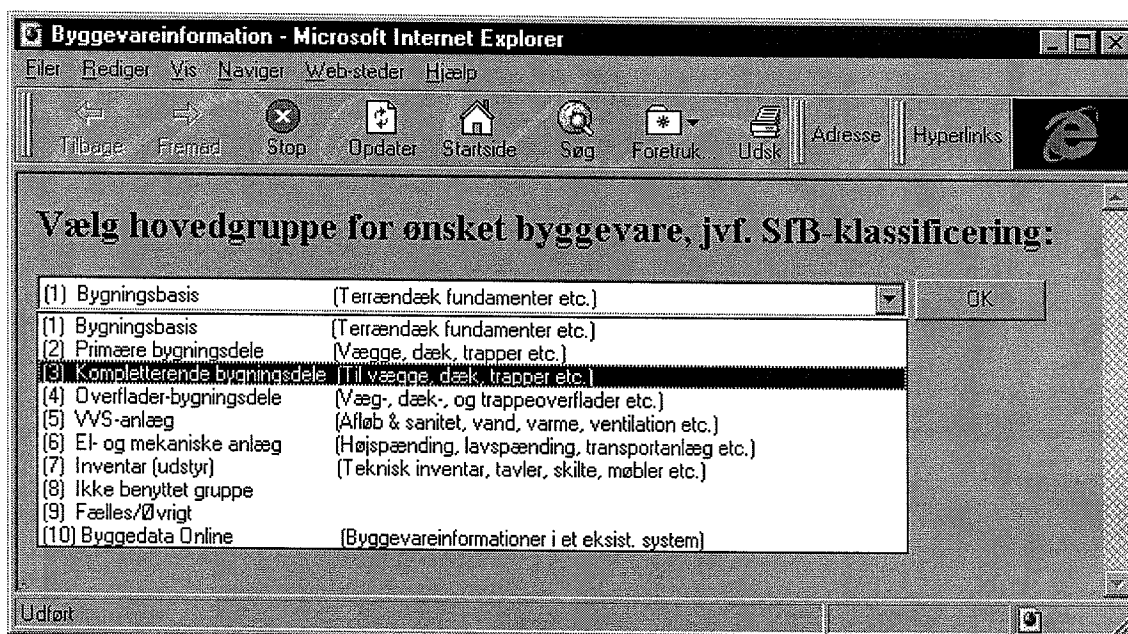 Byggevareinformation - Microsoft Internet Explorer
Filer Rediger Vis Naviger Web-steder Hjælp
Tilbage Fremad Stop Opdater Startside Søg Foretruk. Udsk Adresse Hyperlinks
Vælg hovedgruppe for ønsket byggevare, jvf. SfB-klassificering:
(1) Bygningsbasis (Terrændæk fundamenter etc.) OK
(1) Bygningsbasis (Terrændæk fundamenter etc.)
(2) Primære bygningsdele (Vægge, dæk, trapper etc.)
(3) Kompletterende bygningsdele (Til vægge, dæk, trapper etc.)
(4) Overflader-bygningsdele (Væg-, dæk-, og trappeoverflader etc.)
(5) VVS-anlæg (Afløb & sanitet, vand, varme, ventilation etc.)
(6) El- og mekaniske anlæg (Højspænding, lavspænding, transportanlæg etc.)
(7) Inventar (udstyr) (Teknisk inventar, tavler, skilte, møbler etc.)
(8) Ikke benyttet gruppe
(9) Fælles/Øvrigt
(10) Byggedata Online (Byggevareinformationer i et eksist. system)
Udført